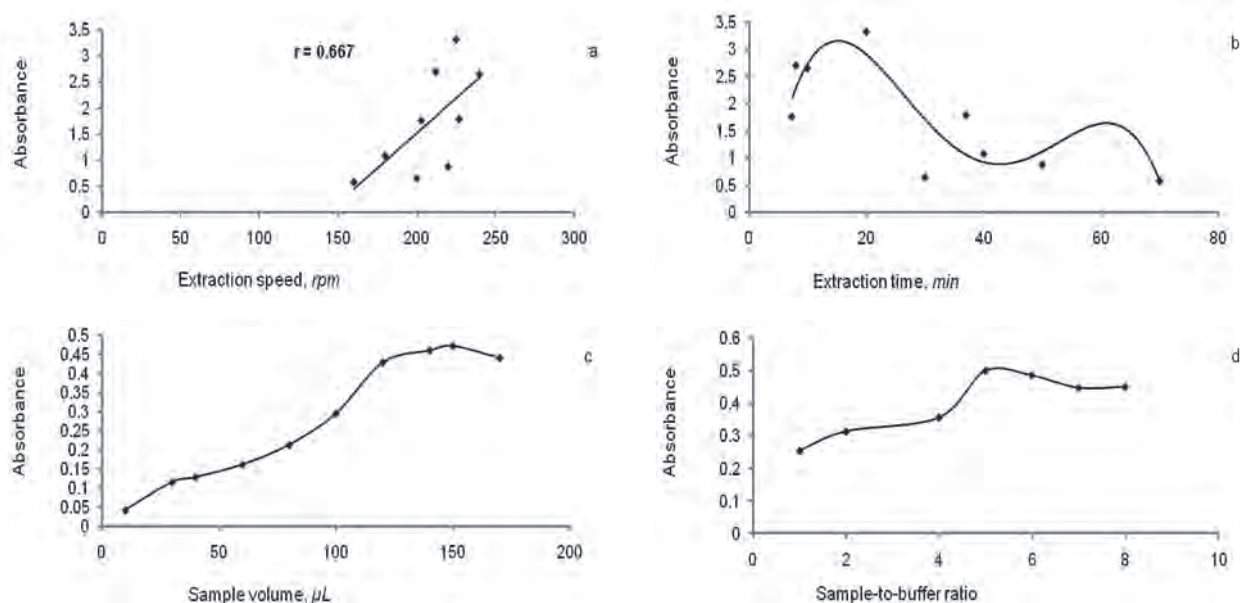 3.5
3
2.5
2
1.5
1
0.5
0
Absorbance
r = 0.667
a
0 50 100 150 200 250 300
Extraction speed, rpm
3.5
3
2.5
2
1.5
1
0.5
0
Absorbance
b
0 20 40 60 80
Extraction time, min
0.5
0.45
0.4
0.35
0.3
0.25
0.2
0.15
0.1
0.05
0
Absorbance
c
0 50 100 150 200
Sample volume, µL
0.6
0.5
0.4
0.3
0.2
0.1
0
Absorbance
d
0 2 4 6 8 10
Sample-to-buffer ratio